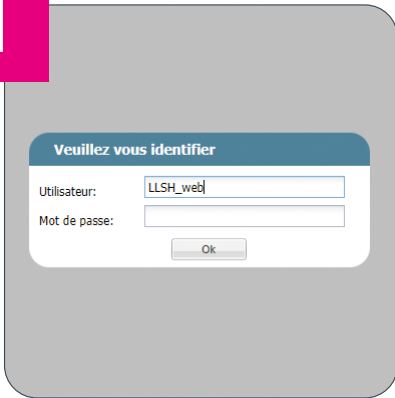 Veuillez vous identifier
Utilisateur: LLSH_web
Mot de passe:
Ok